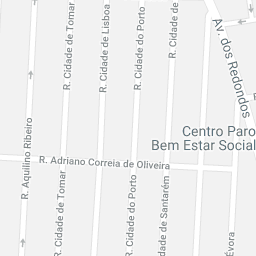 R. Cidade de Tomar
R. Cidade de Lisboa
R. Cidade do Porto
R. Cidade de
Av. dos Redondos
Centro Paro
Bem Estar Social
R. Adriano Correia de Oliveira
R. Aquilino Ribeiro
R. Cidade de Tomar
R. Cidade do Porto
de Santarém
Évora